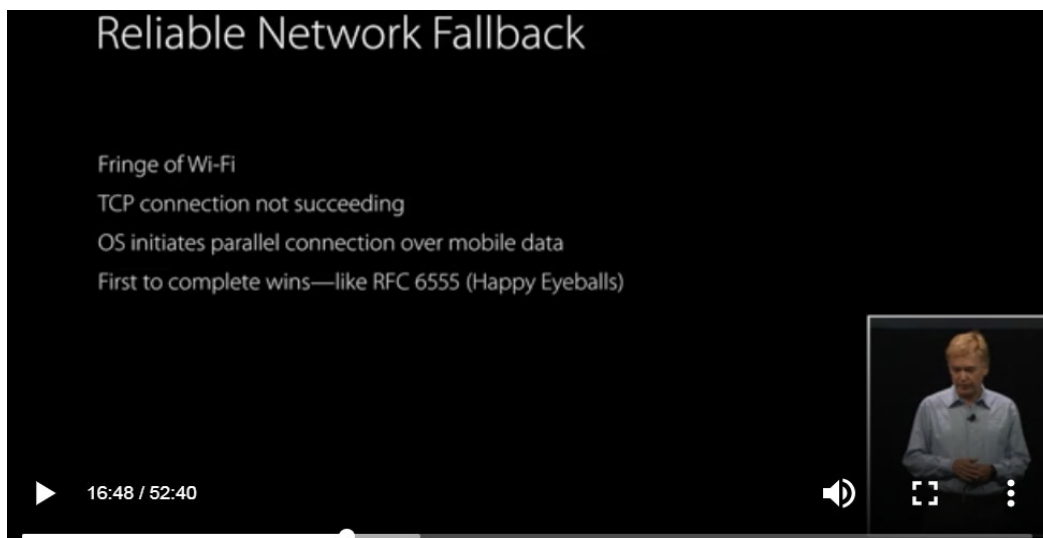 Reliable Network Fallback
Fringe of Wi-Fi
TCP connection not succeeding
OS initiates parallel connection over mobile data
First to complete wins—like RFC 6555 (Happy Eyeballs)
16:48 / 52:40